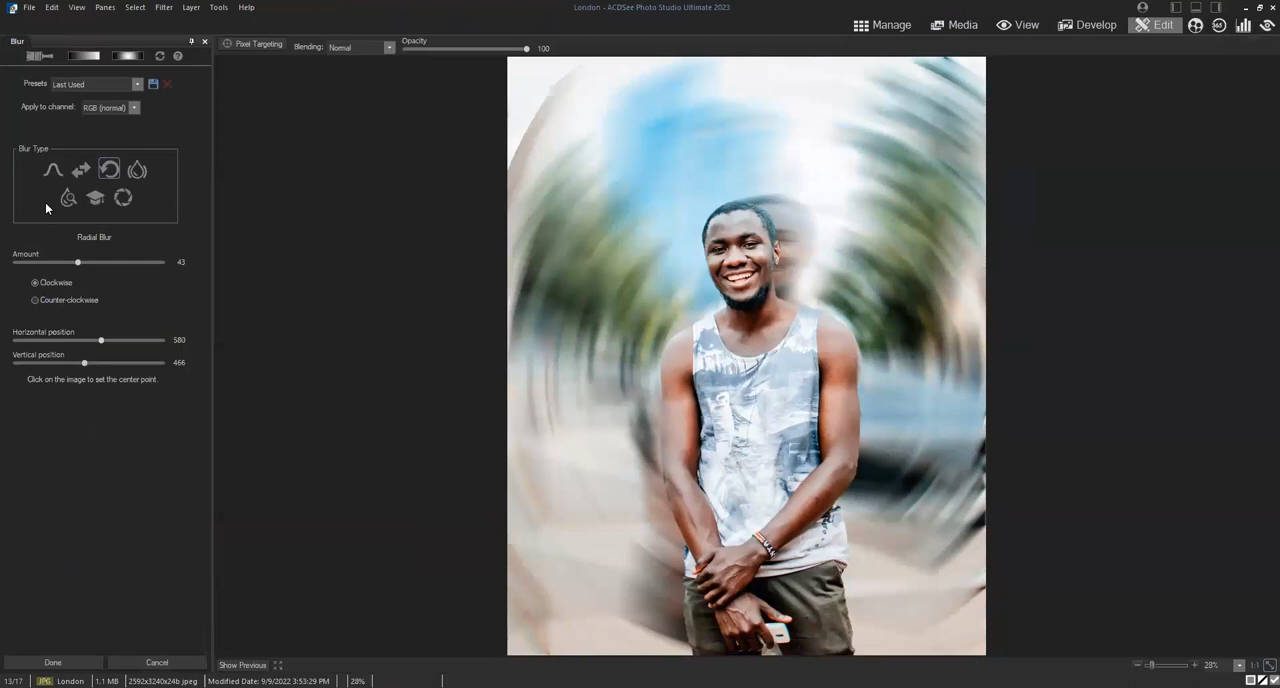 File Edit View Panes Select Filter Layer Tools Help
London - ACDSee Photo Studio Ultimate 2023
Manage Media View Develop Edit 365
Blur
Pixel Targeting Blending: Normal Opacity 100
Presets Last Used
Apply to channel: RGB (normal)
Blur Type
Radial Blur
Amount
43
Clockwise
Counter-clockwise
Horizontal position
580
Vertical position
466
Click on the image to set the center point.
Done Cancel
Show Previous
28% 1:1
13/17 JPG London 1.1 MB 2592x3240x24b jpeg Modified Date: 9/9/2022 3:53:29 PM 28%